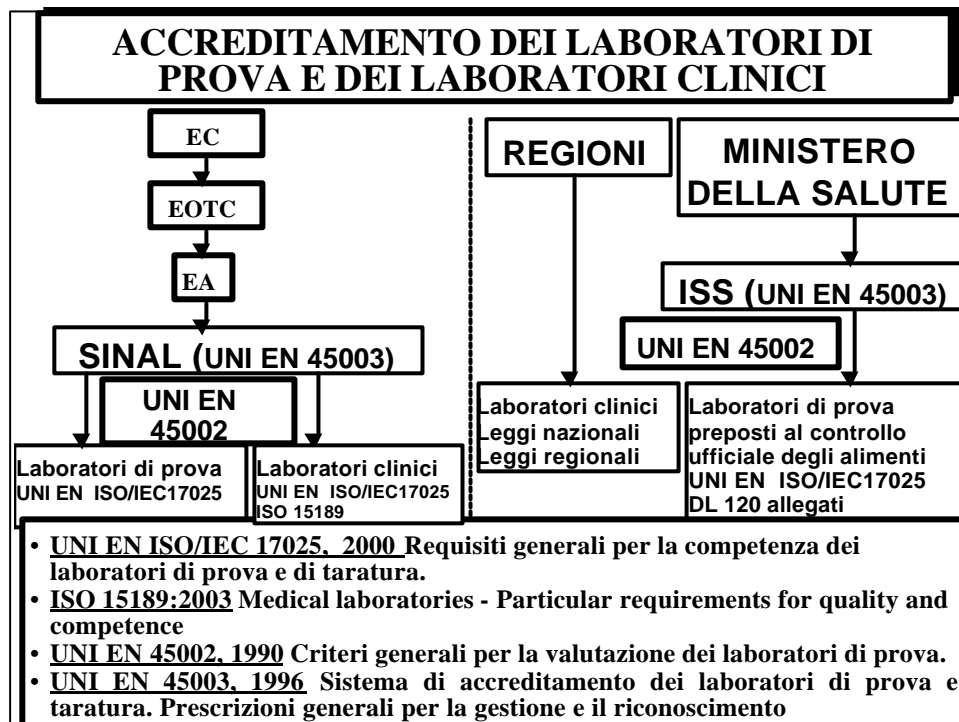 ACCREDITAMENTO DEI LABORATORI DI
PROVA E DEI LABORATORI CLINICI
EC
EOTC
EA
SINAL (UNI EN 45003)
UNI EN
45002
Laboratori di prova
UNI EN ISO/IEC17025
Laboratori clinici
UNI EN ISO/IEC17025
ISO 15189
REGIONI
MINISTERO
DELLA SALUTE
ISS (UNI EN 45003)
UNI EN 45002
Laboratori clinici
Leggi nazionali
Leggi regionali
Laboratori di prova
preposti al controllo
ufficiale degli alimenti
UNI EN ISO/IEC17025
DL 120 allegati
• UNI EN ISO/IEC 17025, 2000 Requisiti generali per la competenza dei
laboratori di prova e di taratura.
• ISO 15189:2003 Medical laboratories - Particular requirements for quality and
competence
• UNI EN 45002, 1990 Criteri generali per la valutazione dei laboratori di prova.
• UNI EN 45003, 1996 Sistema di accreditamento dei laboratori di prova e
taratura. Prescrizioni generali per la gestione e il riconoscimento